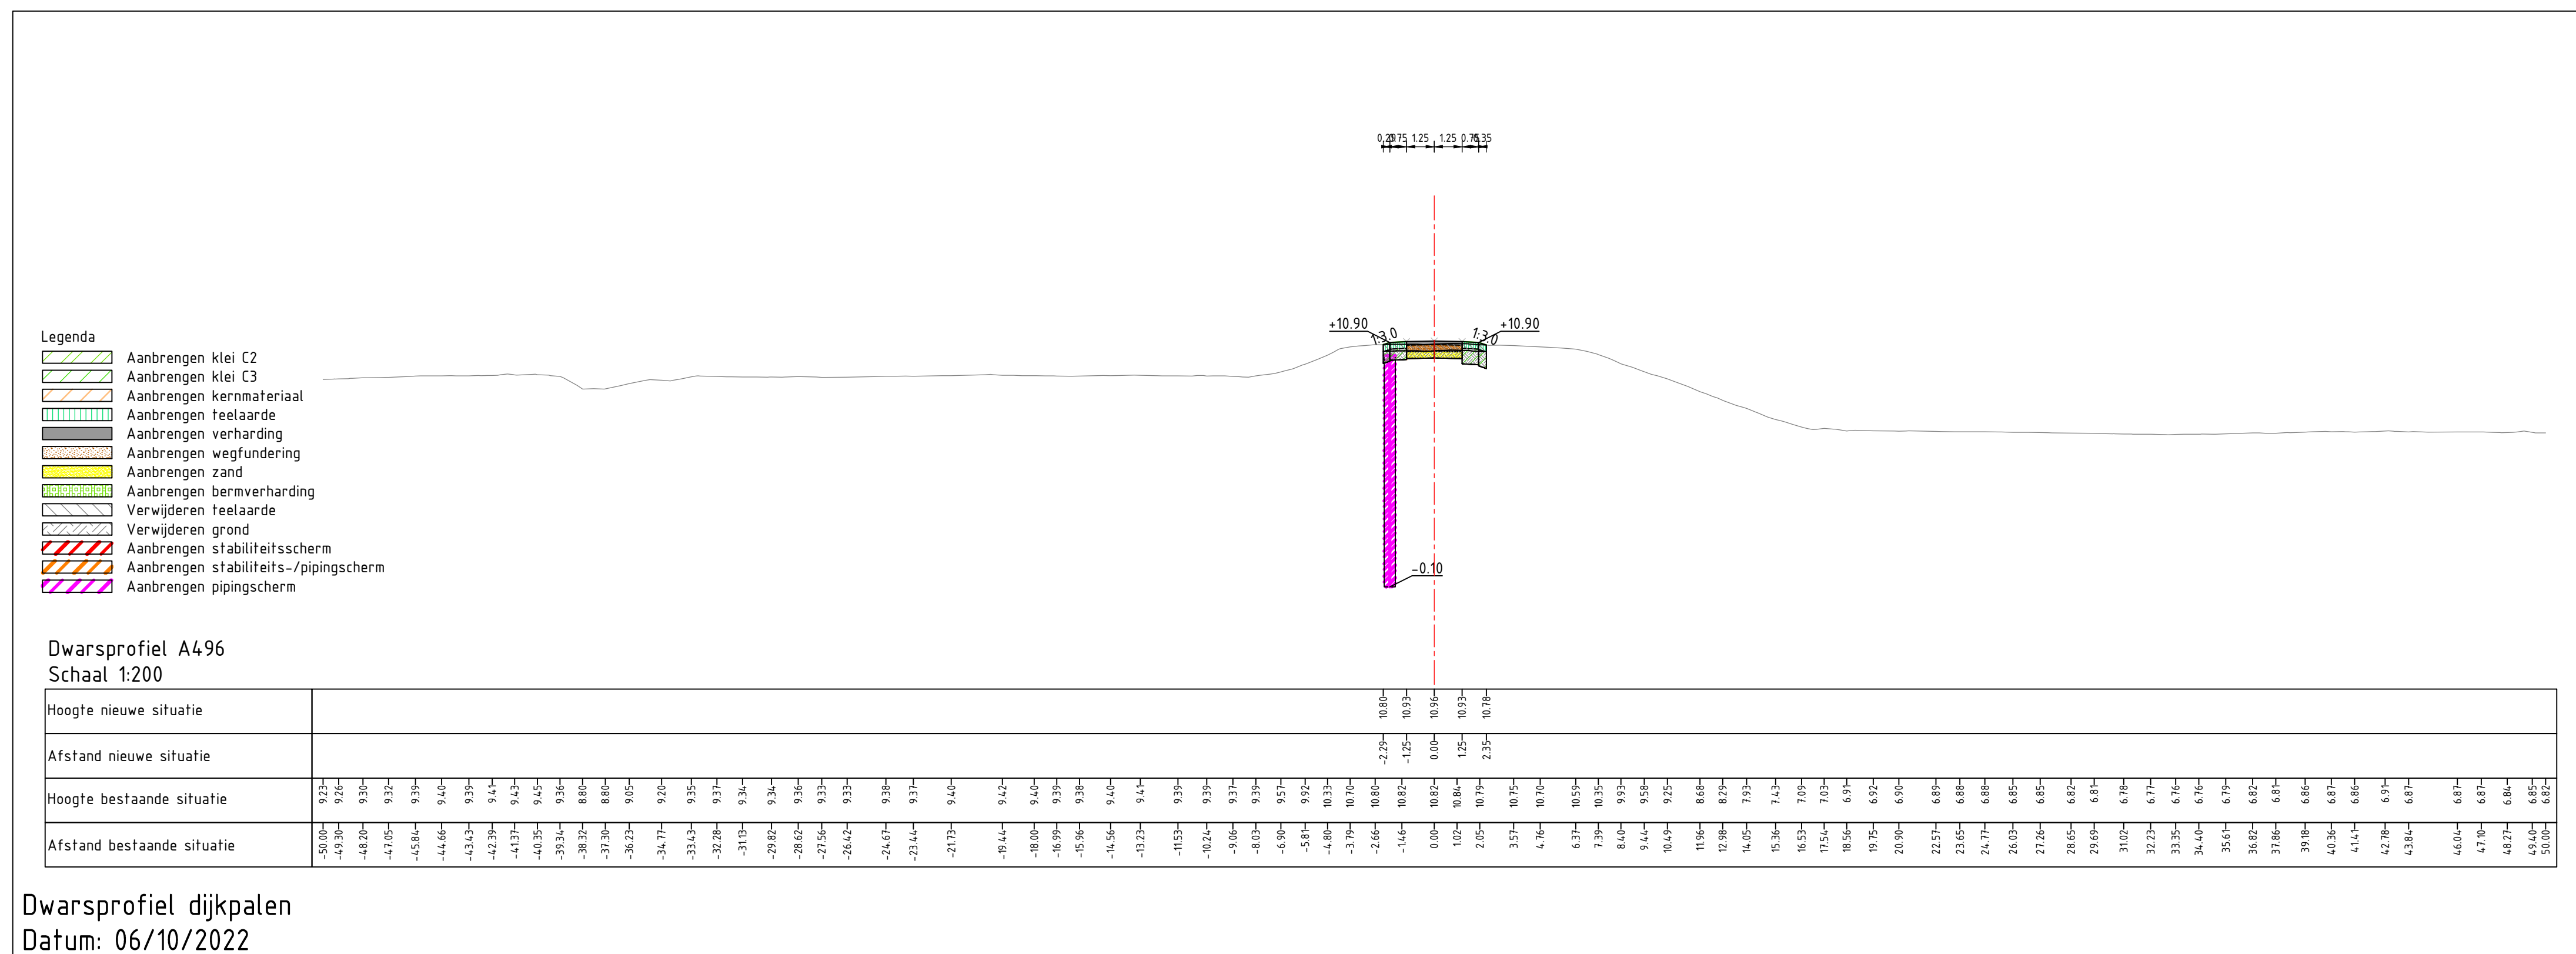 0.29 0.75 1.25 1.25 0.75 0.35
+10.90 1:3.0 1:3.0 +10.90
Legenda
Aanbrengen klei C2
Aanbrengen klei C3
Aanbrengen kernmateriaal
Aanbrengen teelaarde
Aanbrengen verharding
Aanbrengen wegfundering
Aanbrengen zand
Aanbrengen bermverharding
Verwijderen teelaarde
Verwijderen grond
Aanbrengen stabiliteitsscherm
Aanbrengen stabiliteits-/pipingscherm
Aanbrengen pipingscherm
-0.10
Dwarsprofiel A496
Schaal 1:200
Hoogte nieuwe situatie 10.80 10.93 10.96 10.93 10.78
Afstand nieuwe situatie -2.29 -1.25 0.00 1.25 2.35
Hoogte bestaande situatie 9.23 9.26 9.30 9.32 9.39 9.40 9.39 9.41 9.43 9.45 9.36 8.80 8.80 9.05 9.20 9.35 9.37 9.34 9.34 9.36 9.33 9.33 9.38 9.37 9.40 9.42 9.40 9.39 9.38 9.40 9.41 9.39 9.39 9.37 9.39 9.57 9.92 10.33 10.70 10.80 10.82 10.82 10.84 10.79 10.75 10.70 10.59 10.35 9.93 9.58 9.25 8.68 8.29 7.93 7.43 7.09 7.03 6.91 6.92 6.90 6.89 6.88 6.88 6.85 6.85 6.82 6.81 6.78 6.77 6.76 6.76 6.79 6.82 6.81 6.86 6.87 6.86 6.91 6.87 6.87 6.87 6.84 6.85 6.82
Afstand bestaande situatie -50.00 -49.30 -48.20 -47.05 -45.84 -44.66 -43.43 -42.39 -41.37 -40.35 -39.34 -38.32 -37.30 -36.23 -34.77 -33.43 -32.28 -31.13 -29.82 -28.62 -27.56 -26.42 -24.67 -23.44 -21.73 -19.44 -18.00 -16.99 -15.96 -14.56 -13.23 -11.53 -10.24 -9.06 -8.03 -6.90 -5.81 -4.80 -3.79 -2.66 -1.46 0.00 1.02 2.05 3.57 4.76 6.37 7.39 8.40 9.44 10.49 11.96 12.98 14.05 15.36 16.53 17.54 18.56 19.75 20.90 22.57 23.65 24.77 26.03 27.26 28.65 29.69 31.02 32.23 33.35 34.40 35.61 36.82 37.86 39.18 40.36 41.41 42.78 43.84 46.04 47.10 48.27 49.40 50.00
Dwarsprofiel dijkpalen
Datum: 06/10/2022